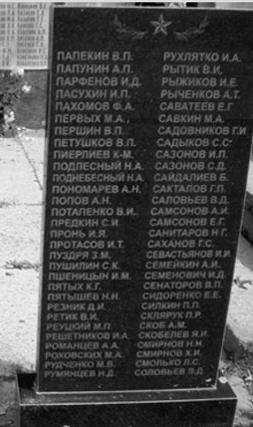 ПАПЕКИН В.П.
ПАПУНИН А.П.
ПАРФЕНОВ И.Д.
ПАСУХИН И.П.
ПАХОМОВ Ф.А.
ПЕРВЫХ М.А.
ПЕРШИН В.П.
ПЕТУШКОВ В.П.
ПИЕРЛИЕВ К-М.
ПОДЛЕСНЫЙ Н.А.
ПОДНЕБЕСНЫЙ Н.А.
ПОНОМАРЕВ А.Н.
ПОПОВ А.Н.
ПОТАПЕНКО В.И.
ПРЕДКИН С.И
ПРОНЬ И.Я.
ПРОТАСОВ И.Т.
ПУЗДРЯ З.М.
ПУШИЛИН С.К.
ПШЕНИЦЫН И.М.
ПЯТЫХ К.Г.
ПЯТЫШЕВ Н.Н.
РЕЗНИК Д.И.
РЕТИК В.И.
РЕУЦКИЙ М.П.
РЕШЕТНИКОВ И.А.
РОМАНЦЕВ А.А.
РОХОВСКИХ М.А.
РУДЧЕНКО М.В.
РУМЯНЦЕВ Н.Д.
РУХЛЯТКО И.А.
РЫТИК В.И.
РЫЖИКОВ И.Е.
РЫЧЕНКОВ А.Т.
САВАТЕЕВ Е.Г
САВКИН М.А.
САДОВНИКОВ Г.И
САДЫКОВ С.С.
САЗОНОВ И.П.
САЗОНОВ С.Д.
САЙДАЛИЕВ Б.
САКТАЛОВ Г.П.
САЛОВЬЕВ В.Д.
САМСОНОВ А.И
САМСОНОВ Е.Г.
САНИТАРОВ Н Г.
САХАНОВ Г.С.
СЕВАСТЬЯНОВ И.И
СЕМЕЙКИН А.И.
СЕМЕНОВИЧ И.Д.
СЕНАТОРОВ В.П.
СИДОРЕНКО Е.Е.
СИЛКИН П.П.
СКЛЯРУК П.Р.
СКОБ А.М.
СКОБЕЛЕВ Я.И.
СМИРНОВ Н.Н.
СМИРНОВ Х.И.
СМОЛЬКО Л.С.
СОЛОВЬЕВ В.Д.